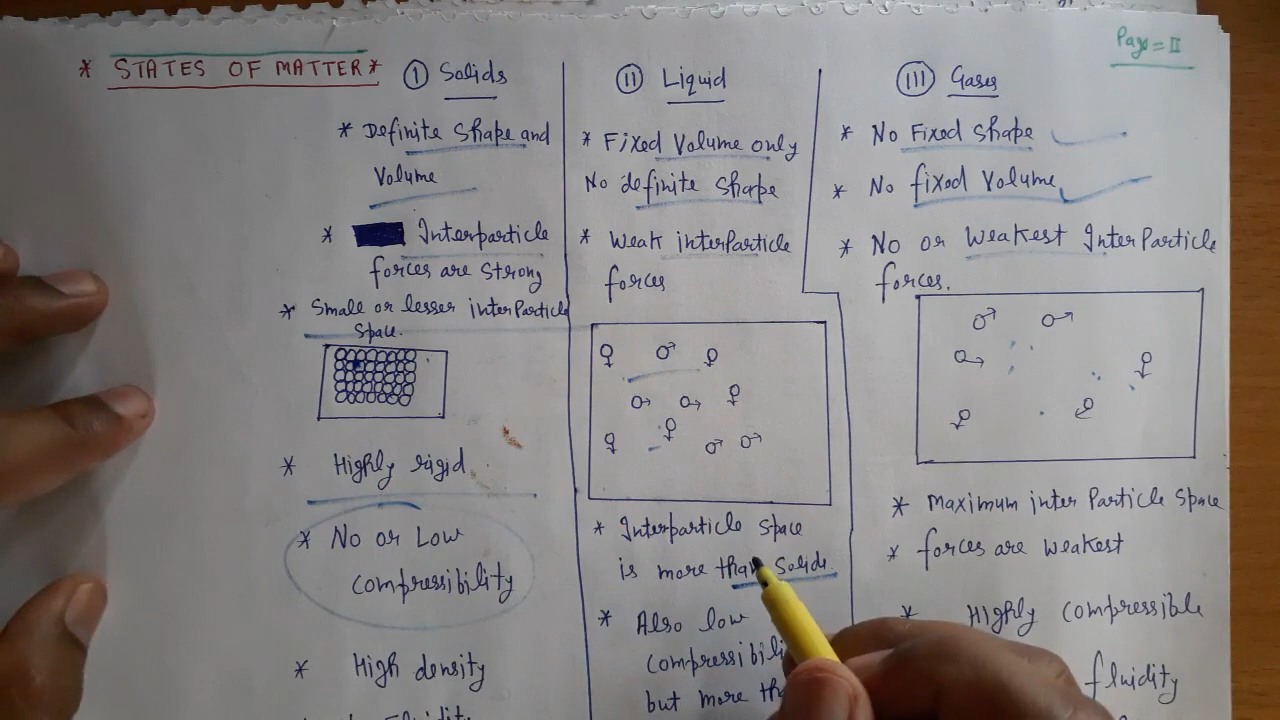 Page = II
* STATES OF MATTER *
I Solids
* Definite Shape and
Volume
* Interparticle
forces are strong
* Small or lesser interparticle
space.
* Highly rigid
* No or Low
compressibility
* High density
II Liquid
* Fixed Volume only
No definite shape
* Weak interparticle
forces
* Interparticle space
is more than solids.
* Also low
but more
III Gases
* No Fixed Shape
* No fixed Volume
* No or Weakest InterParticle
forces.
* Maximum inter Particle Space
* forces are weakest
* Highly compressible
fluidity